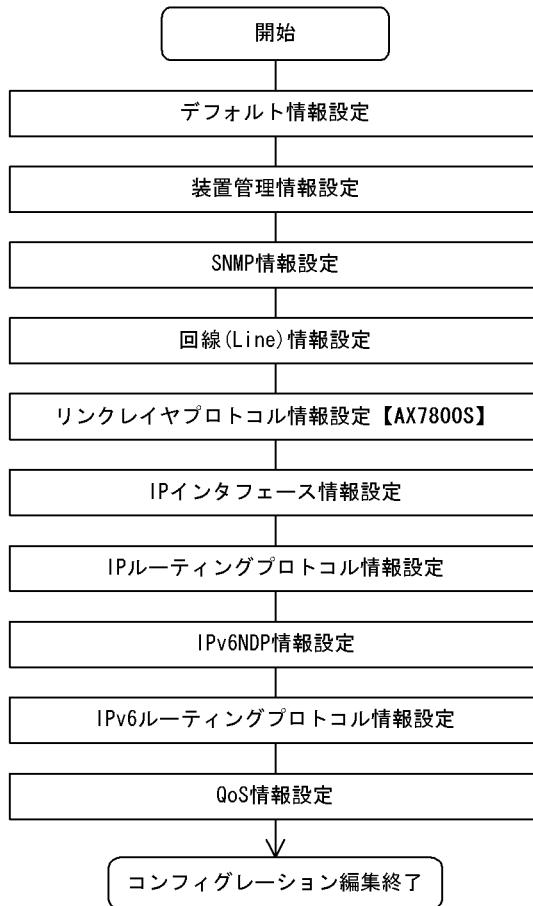 開始
デフォルト情報設定
装置管理情報設定
SNMP情報設定
回線(Line)情報設定
リンクレイヤプロトコル情報設定【AX7800S】
IPインタフェース情報設定
IPルーティングプロトコル情報設定
IPv6NDP情報設定
IPv6ルーティングプロトコル情報設定
QoS情報設定
コンフィグレーション編集終了